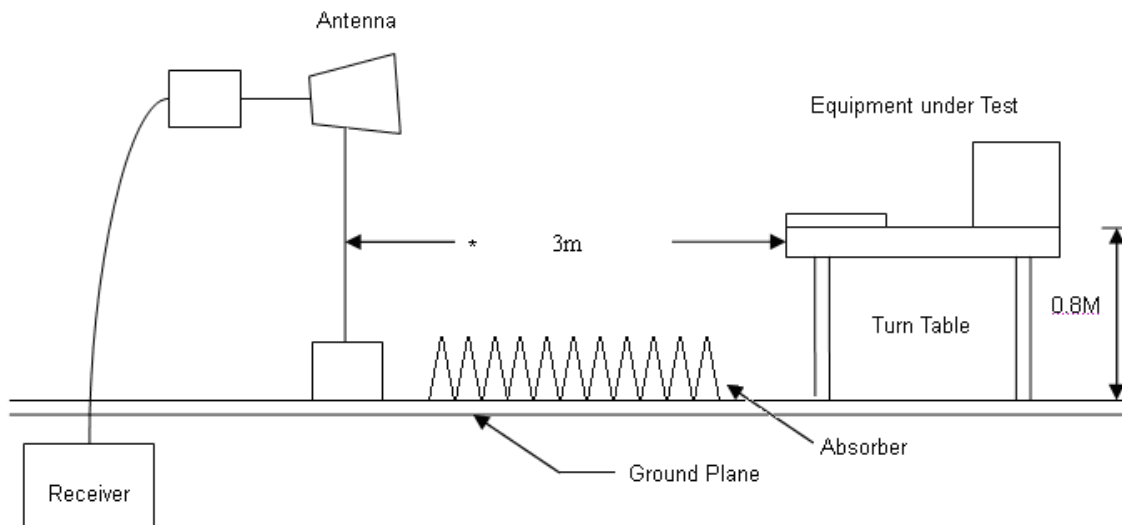 Antenna
Equipment under Test
* 3m
0.8M
Turn Table
Absorber
Ground Plane
Receiver